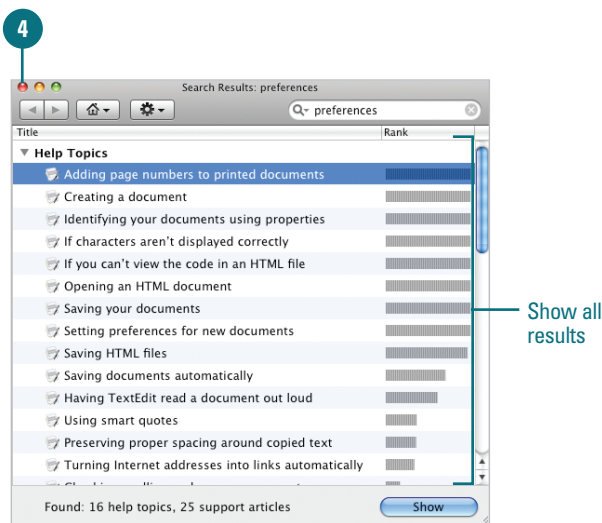 4
Search Results: preferences
preferences
Title Rank
Help Topics
Adding page numbers to printed documents
Creating a document
Identifying your documents using properties
If characters aren't displayed correctly
If you can't view the code in an HTML file
Opening an HTML document
Saving your documents
Setting preferences for new documents
Saving HTML files
Saving documents automatically
Having TextEdit read a document out loud
Using smart quotes
Preserving proper spacing around copied text
Turning Internet addresses into links automatically
Found: 16 help topics, 25 support articles Show
Show all
results